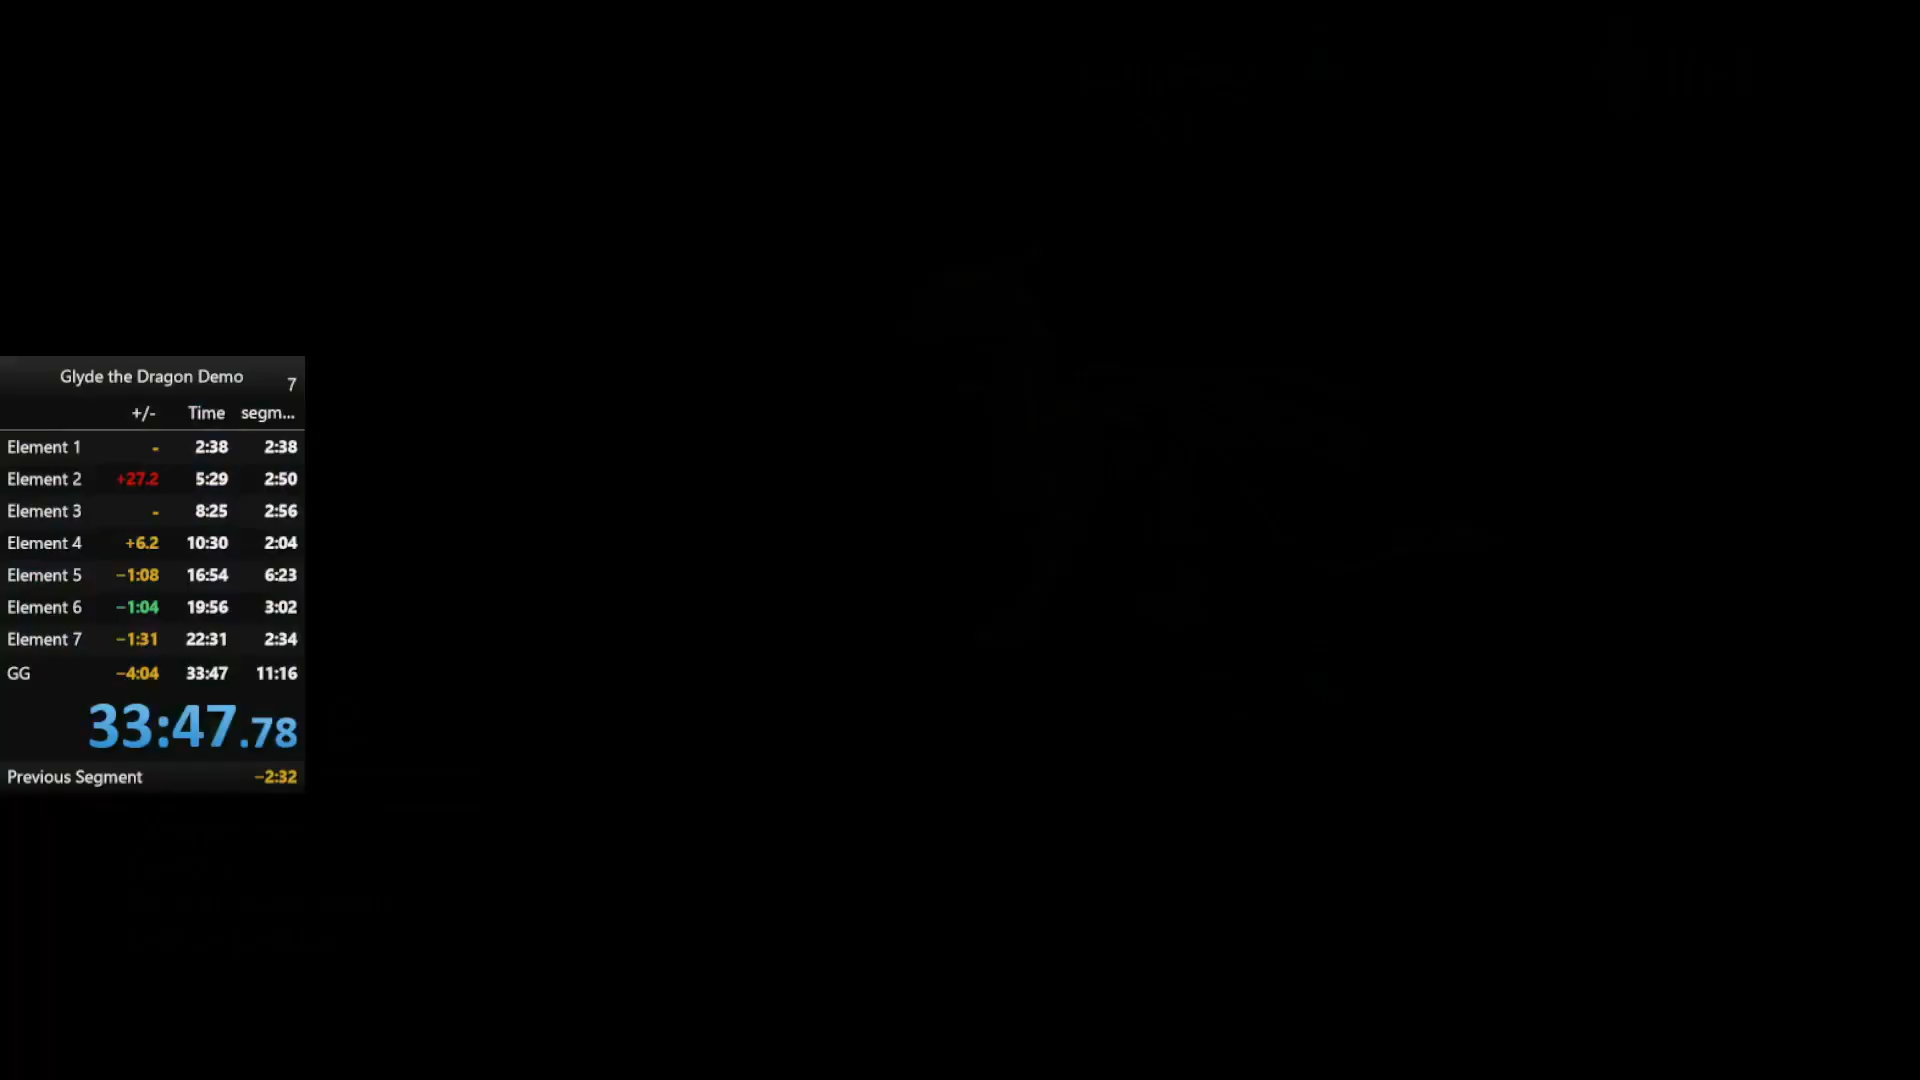 Glyde the Dragon Demo
7
+/- Time segm...
Element 1 - 2:38 2:38
Element 2 +27.2 5:29 2:50
Element 3 - 8:25 2:56
Element 4 +6.2 10:30 2:04
Element 5 −1:08 16:54 6:23
Element 6 −1:04 19:56 3:02
Element 7 −1:31 22:31 2:34
GG −4:04 33:47 11:16
33:47.78
Previous Segment −2:32